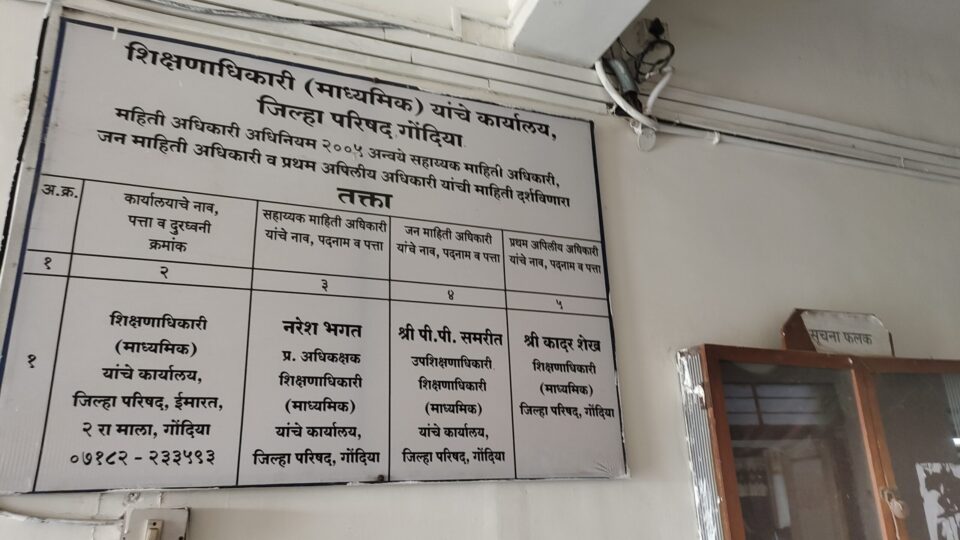 शिक्षणाधिकारी (माध्यमिक) यांचे कार्यालय,
जिल्हा परिषद गोंदिया
महिती अधिकारी अधिनियम २००५ अन्वये सहाय्यक माहिती अधिकारी,
जन माहिती अधिकारी व प्रथम अपिलीय अधिकारी यांची माहिती दर्शविणारा
तक्ता
अ.क्र.
कार्यालयाचे नाव,
पत्ता व दुरध्वनी
क्रमांक
सहाय्यक माहिती अधिकारी
यांचे नाव, पदनाम व पत्ता
जन माहिती अधिकारी
यांचे नाव, पदनाम व पत्ता
प्रथम अपिलीय अधिकारी
यांचे नाव, पदनाम व पत्ता
१
२
३
४
५
१
शिक्षणाधिकारी
(माध्यमिक)
यांचे कार्यालय,
जिल्हा परिषद, ईमारत,
२ रा माला, गोंदिया
०७१८२ - २३३५९३
नरेश भगत
प्र. अधिक्षक
शिक्षणाधिकारी
(माध्यमिक)
यांचे कार्यालय,
जिल्हा परिषद, गोंदिया
श्री पी.पी. समरीत
उपशिक्षणाधिकारी
शिक्षणाधिकारी
(माध्यमिक)
यांचे कार्यालय,
जिल्हा परिषद, गोंदिया
श्री कादर शेख
शिक्षणाधिकारी
(माध्यमिक)
जिल्हा परिषद, गोंदिया
सूचना फलक